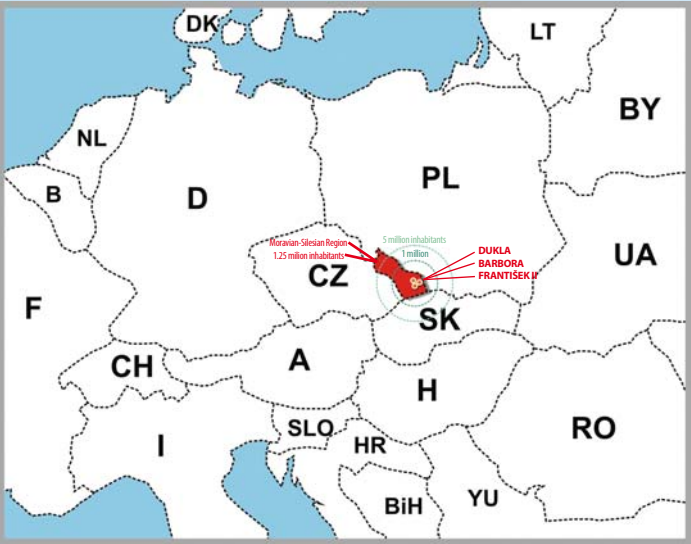 DK
LT
BY
NL
PL
B
D
5 million inhabitants
Moravian-Silesian Region
1 million
DUKLA
1.25 milion inhabitants
BARBORA
UA
CZ
FRANTIŠEK II
F
SK
CH
A
H
SLO
RO
I
HR
BiH
YU